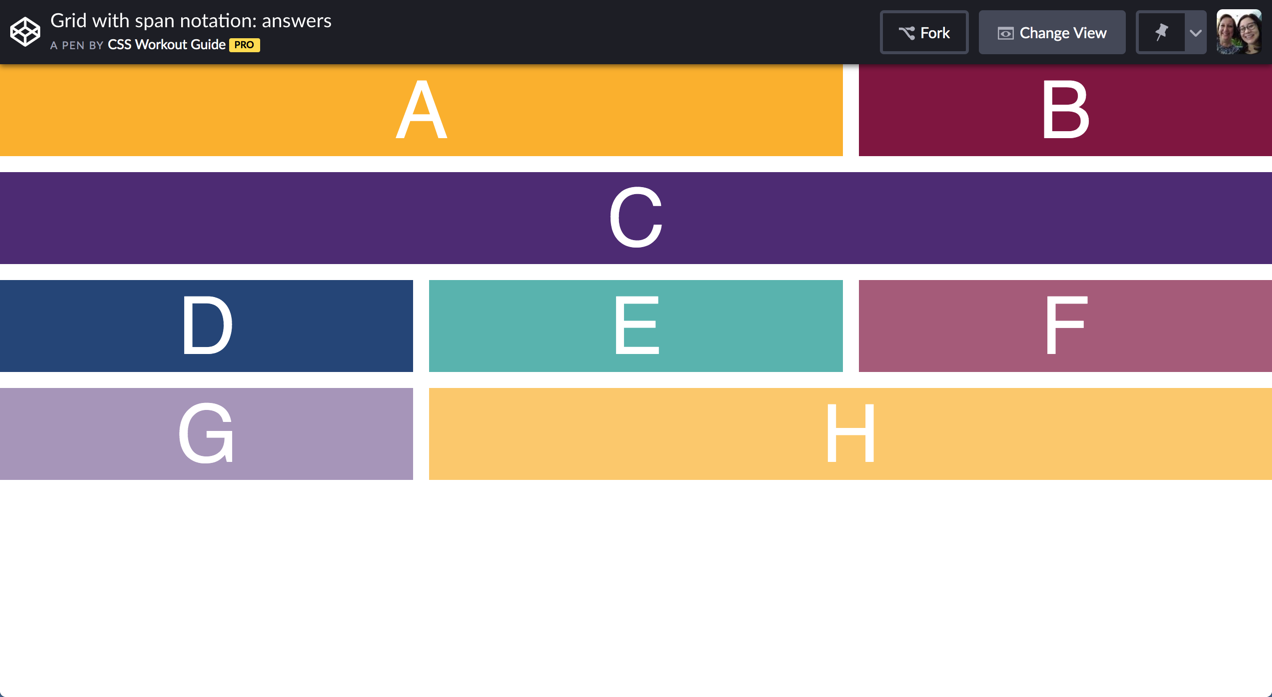 Grid with span notation: answers
A PEN BY CSS Workout Guide PRO
Fork
Change View
A
B
C
D
E
F
G
H